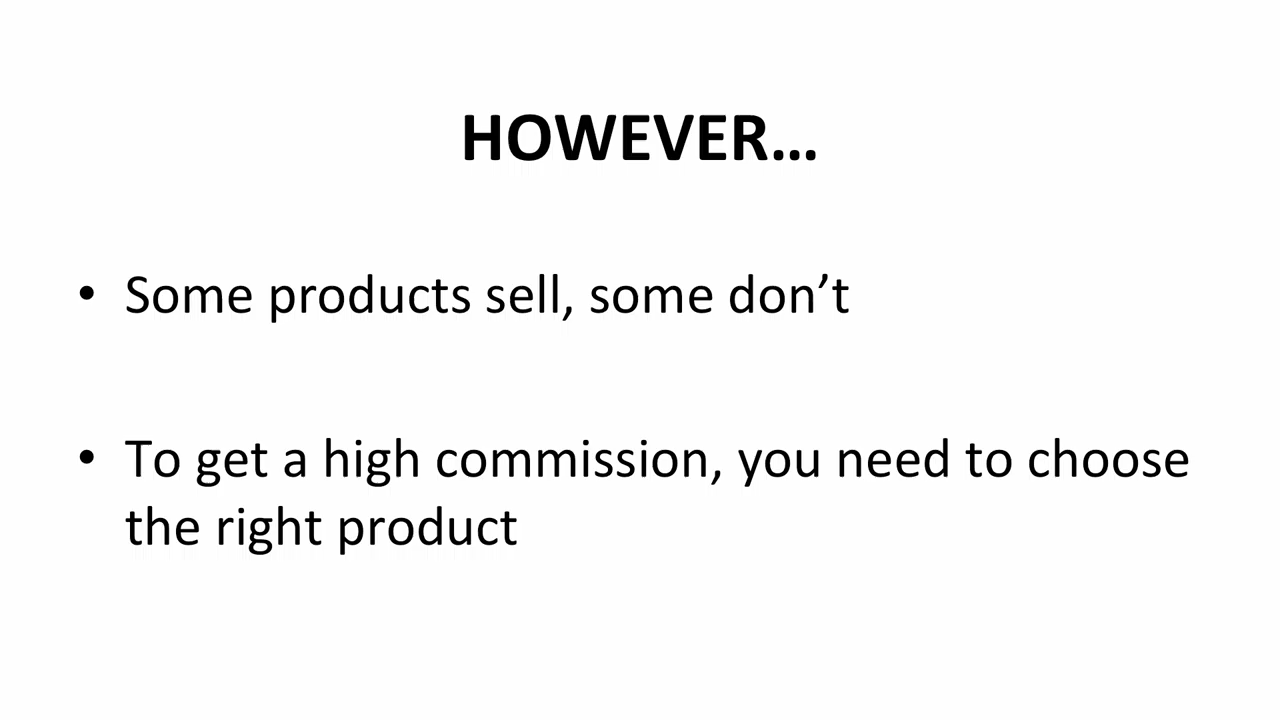 HOWEVER…
• Some products sell, some don’t
• To get a high commission, you need to choose
the right product